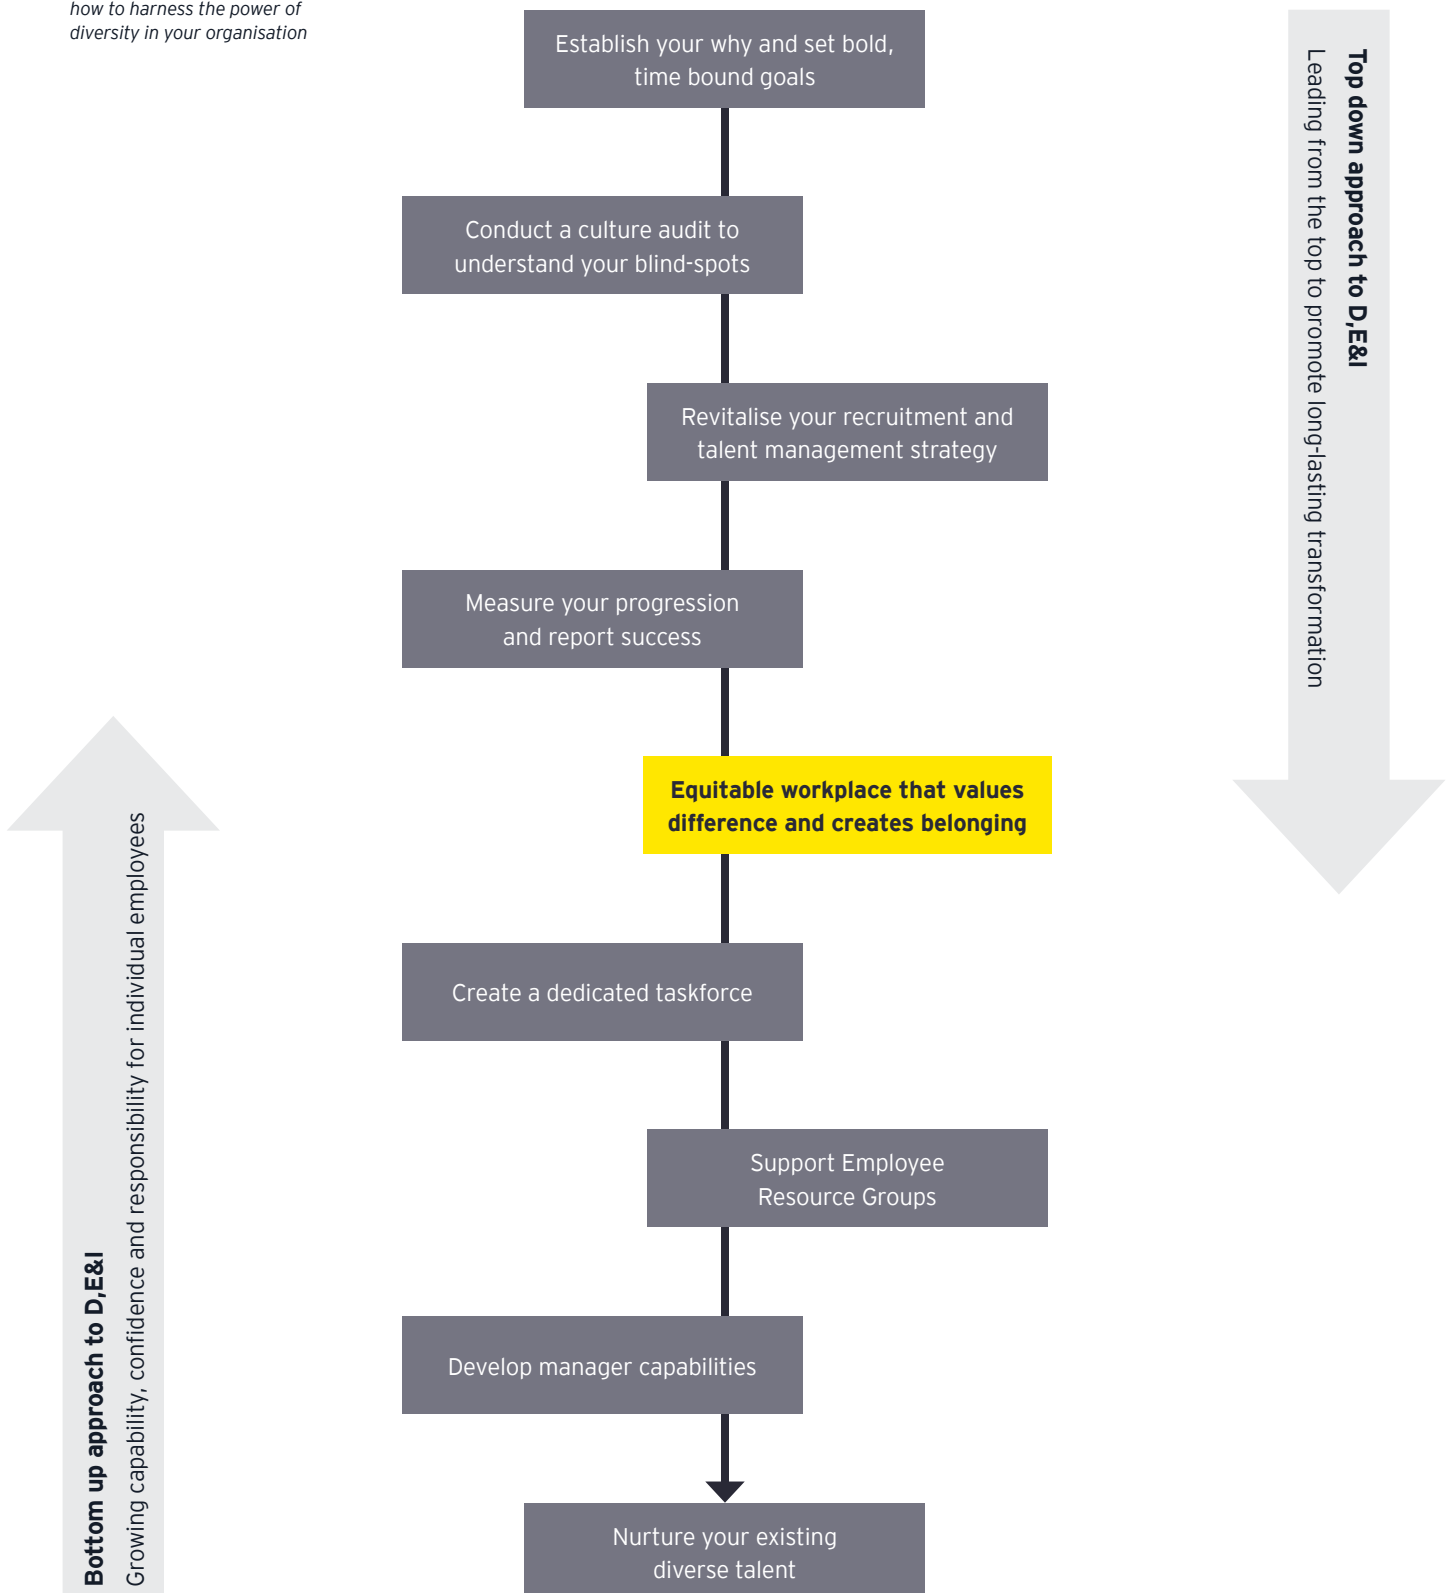 how to harness the power of
diversity in your organisation
Establish your why and set bold,
time bound goals
Conduct a culture audit to
understand your blind-spots
Revitalise your recruitment and
talent management strategy
Measure your progression
and report success
Equitable workplace that values
difference and creates belonging
Create a dedicated taskforce
Support Employee
Resource Groups
Develop manager capabilities
Nurture your existing
diverse talent
Top down approach to D,E&I
Leading from the top to promote long-lasting transformation
Bottom up approach to D,E&I
Growing capability, confidence and responsibility for individual employees